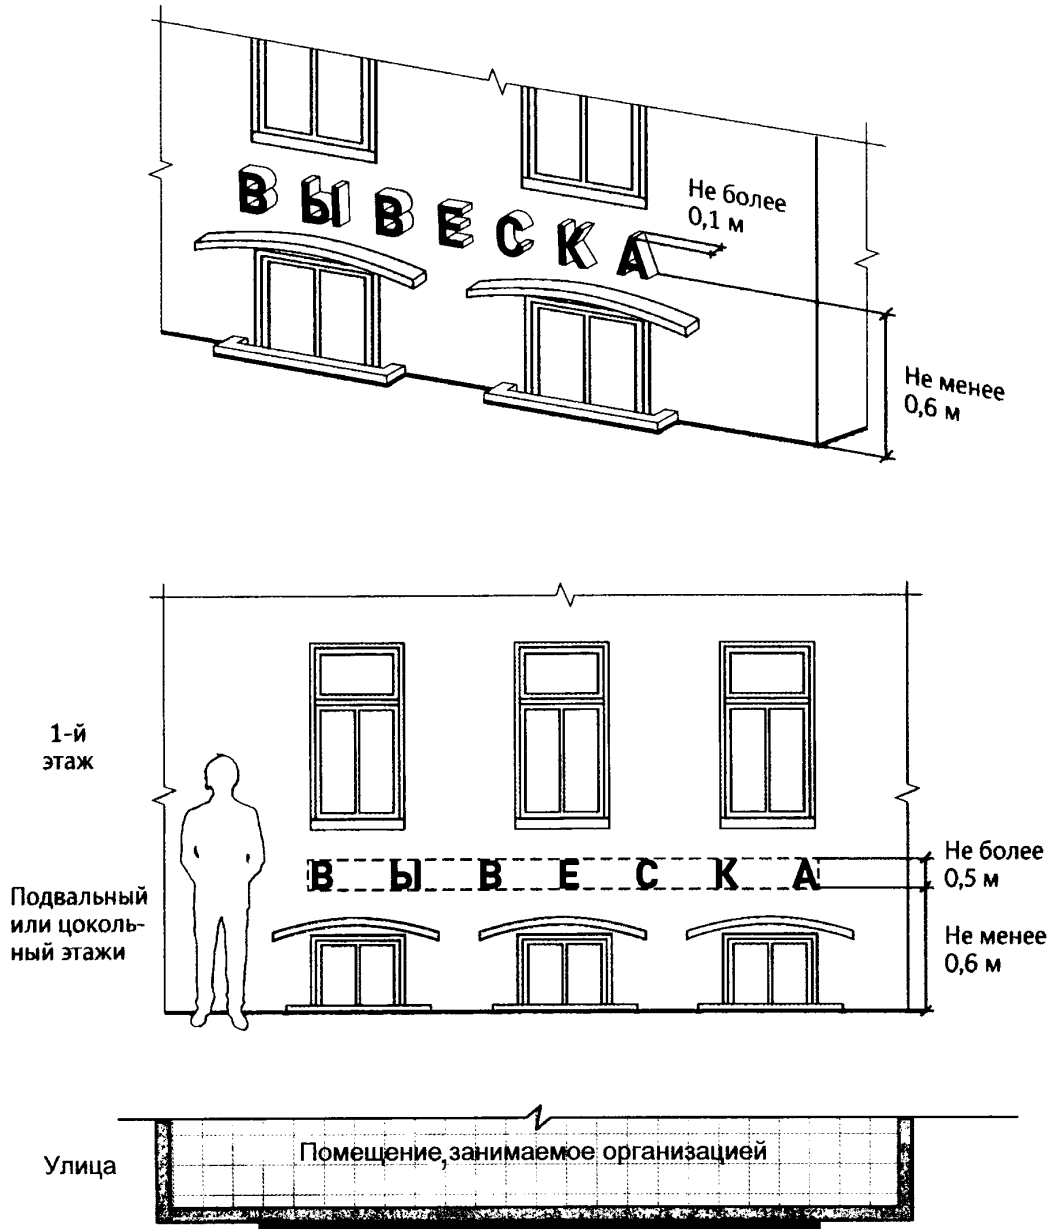 ВЫВЕСКА
Не более
0,1 м
Не менее
0,6 м
1-й
этаж
Подвальный
или цоколь-
ный этажи
ВЫВЕСКА
Не более
0,5 м
Не менее
0,6 м
Улица
Помещение, занимаемое организацией